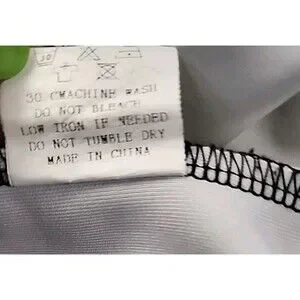 30 CMACHINE WASH
DO NOT BLEACH
LOW IRON IF NEEDED
DO NOT TUMBLE DRY
MADE IN CHINA